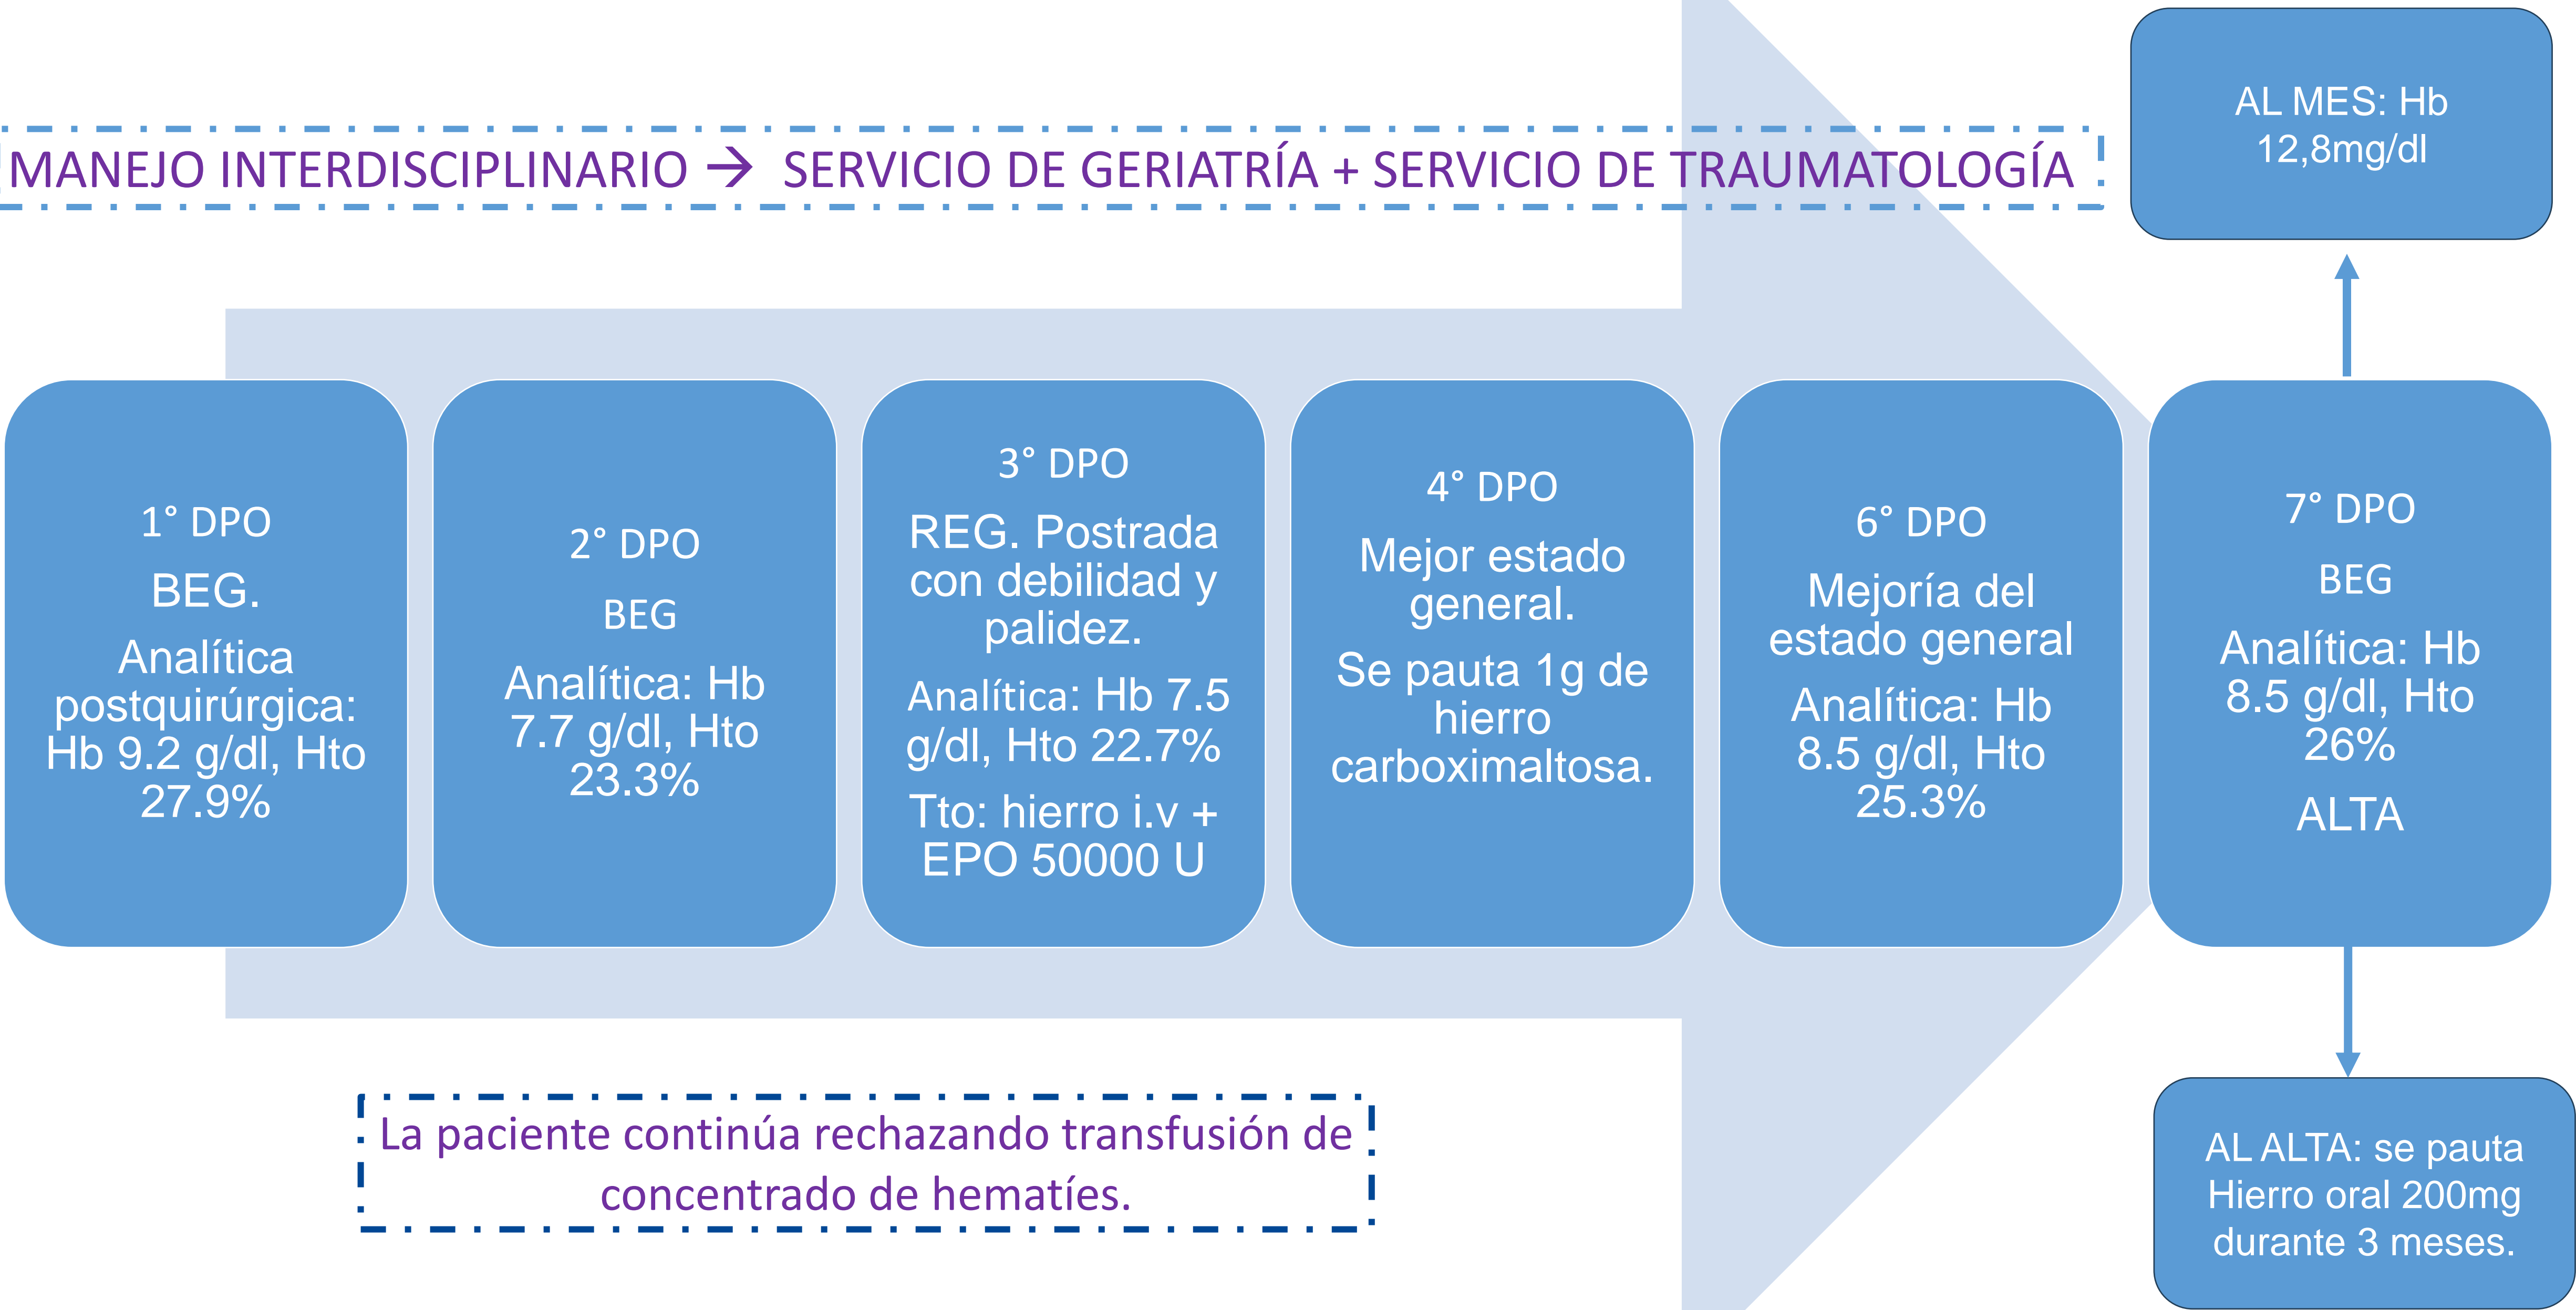 AL MES: Hb
12,8mg/dl
MANEJO INTERDISCIPLINARIO → SERVICIO DE GERIATRÍA + SERVICIO DE TRAUMATOLOGÍA
1° DPO
BEG.
Analítica
postquirúrgica:
Hb 9.2 g/dl, Hto
27.9%
2° DPO
BEG
Analítica: Hb
7.7 g/dl, Hto
23.3%
3° DPO
REG. Postrada
con debilidad y
palidez.
Analítica: Hb 7.5
g/dl, Hto 22.7%
Tto: hierro i.v +
EPO 50000 U
4° DPO
Mejor estado
general.
Se pauta 1g de
hierro
carboximaltosa.
6° DPO
Mejoría del
estado general
Analítica: Hb
8.5 g/dl, Hto
25.3%
7° DPO
BEG
Analítica: Hb
8.5 g/dl, Hto
26%
ALTA
La paciente continúa rechazando transfusión de
concentrado de hematíes.
AL ALTA: se pauta
Hierro oral 200mg
durante 3 meses.